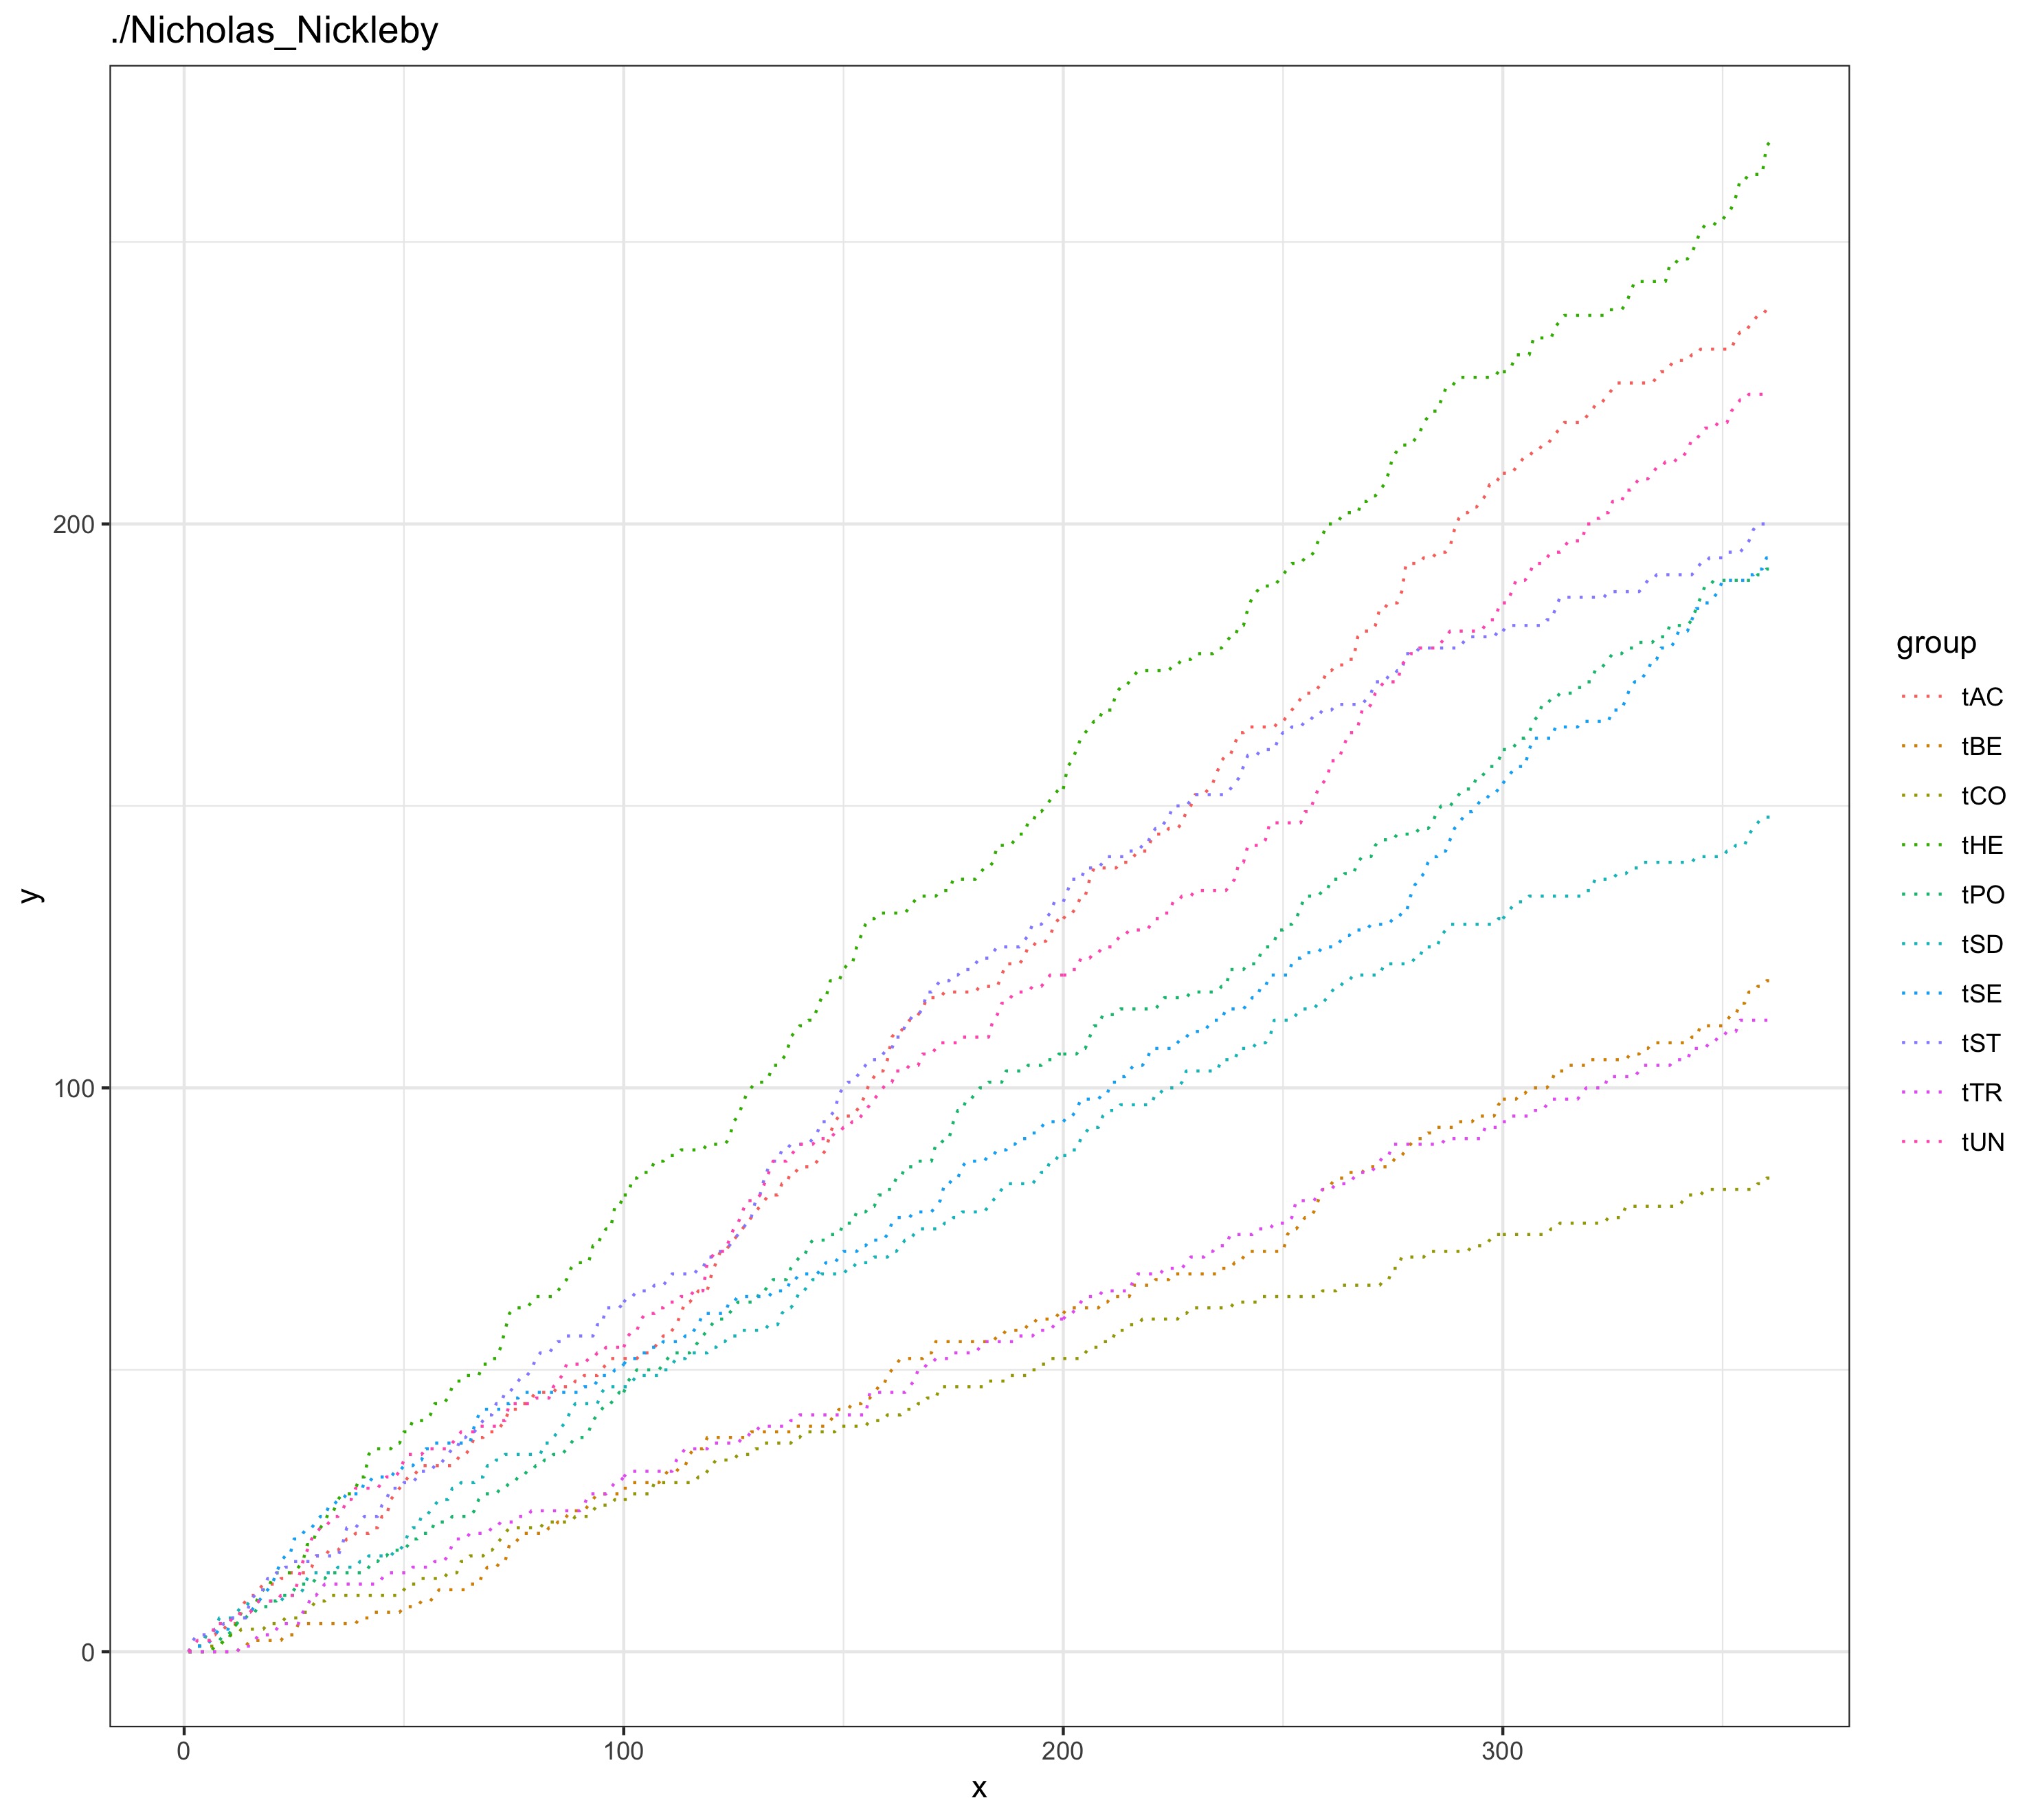 ./Nicholas_Nickleby
200
100
0
y
0
100
200
300
x
group
tAC
tBE
tCO
tHE
tPO
tSD
tSE
tST
tTR
tUN